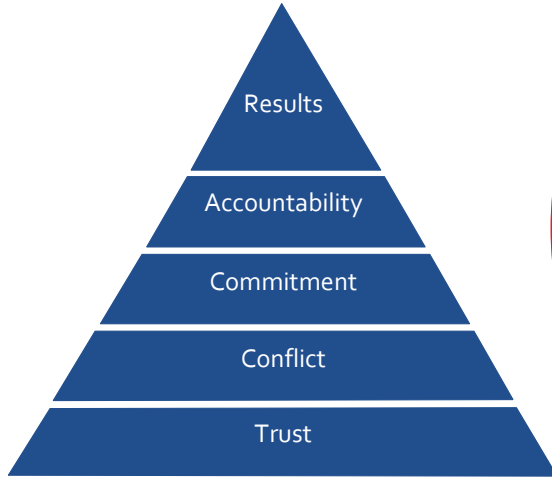 Results
Accountability
Commitment
Conflict
Trust